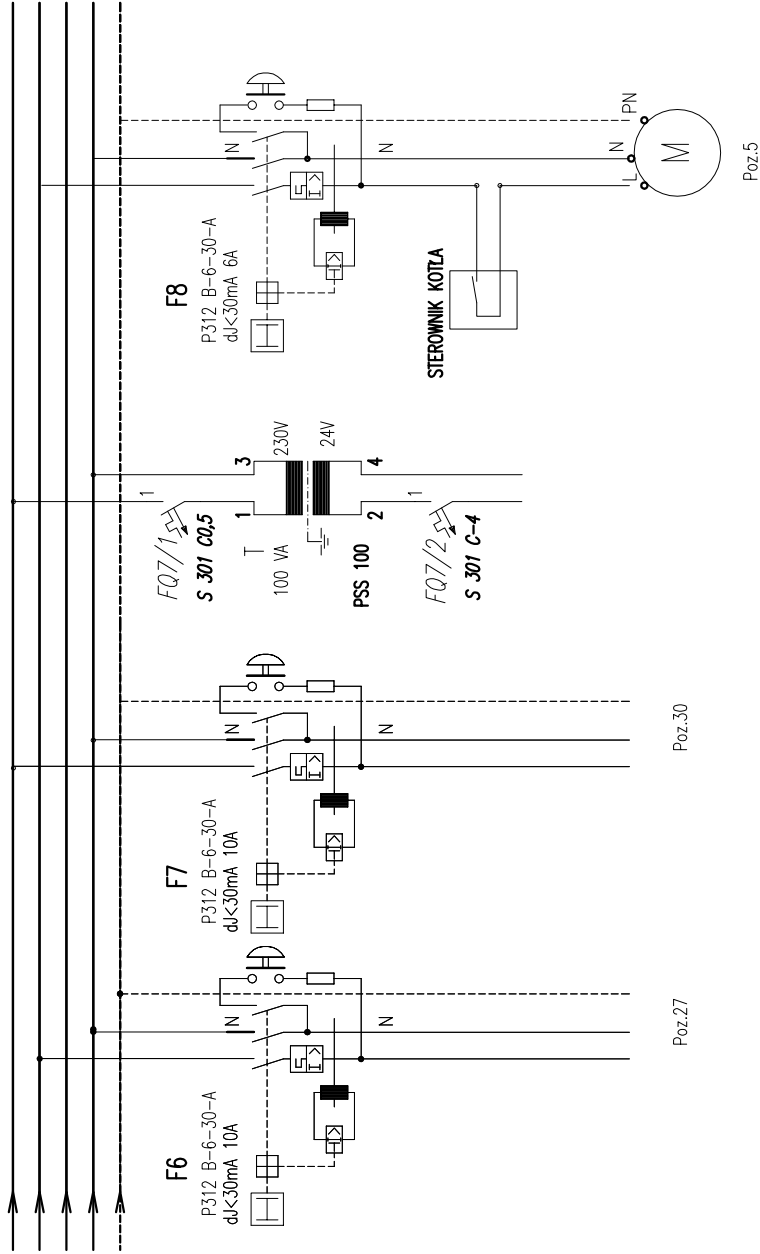 F6
P312 B-6-30-A
dJ<30mA 10A
N
N
Poz.27
F7
P312 B-6-30-A
dJ<30mA 10A
N
N
Poz.30
FQ7/1
S 301 C0,5
1
T
100 VA
1
3
230V
24V
PSS 100
2
4
FQ7/2
S 301 C-4
1
F8
P312 B-6-30-A
dJ<30mA 6A
N
N
STEROWNIK KOTŁA
L
N
PN
M
Poz.5